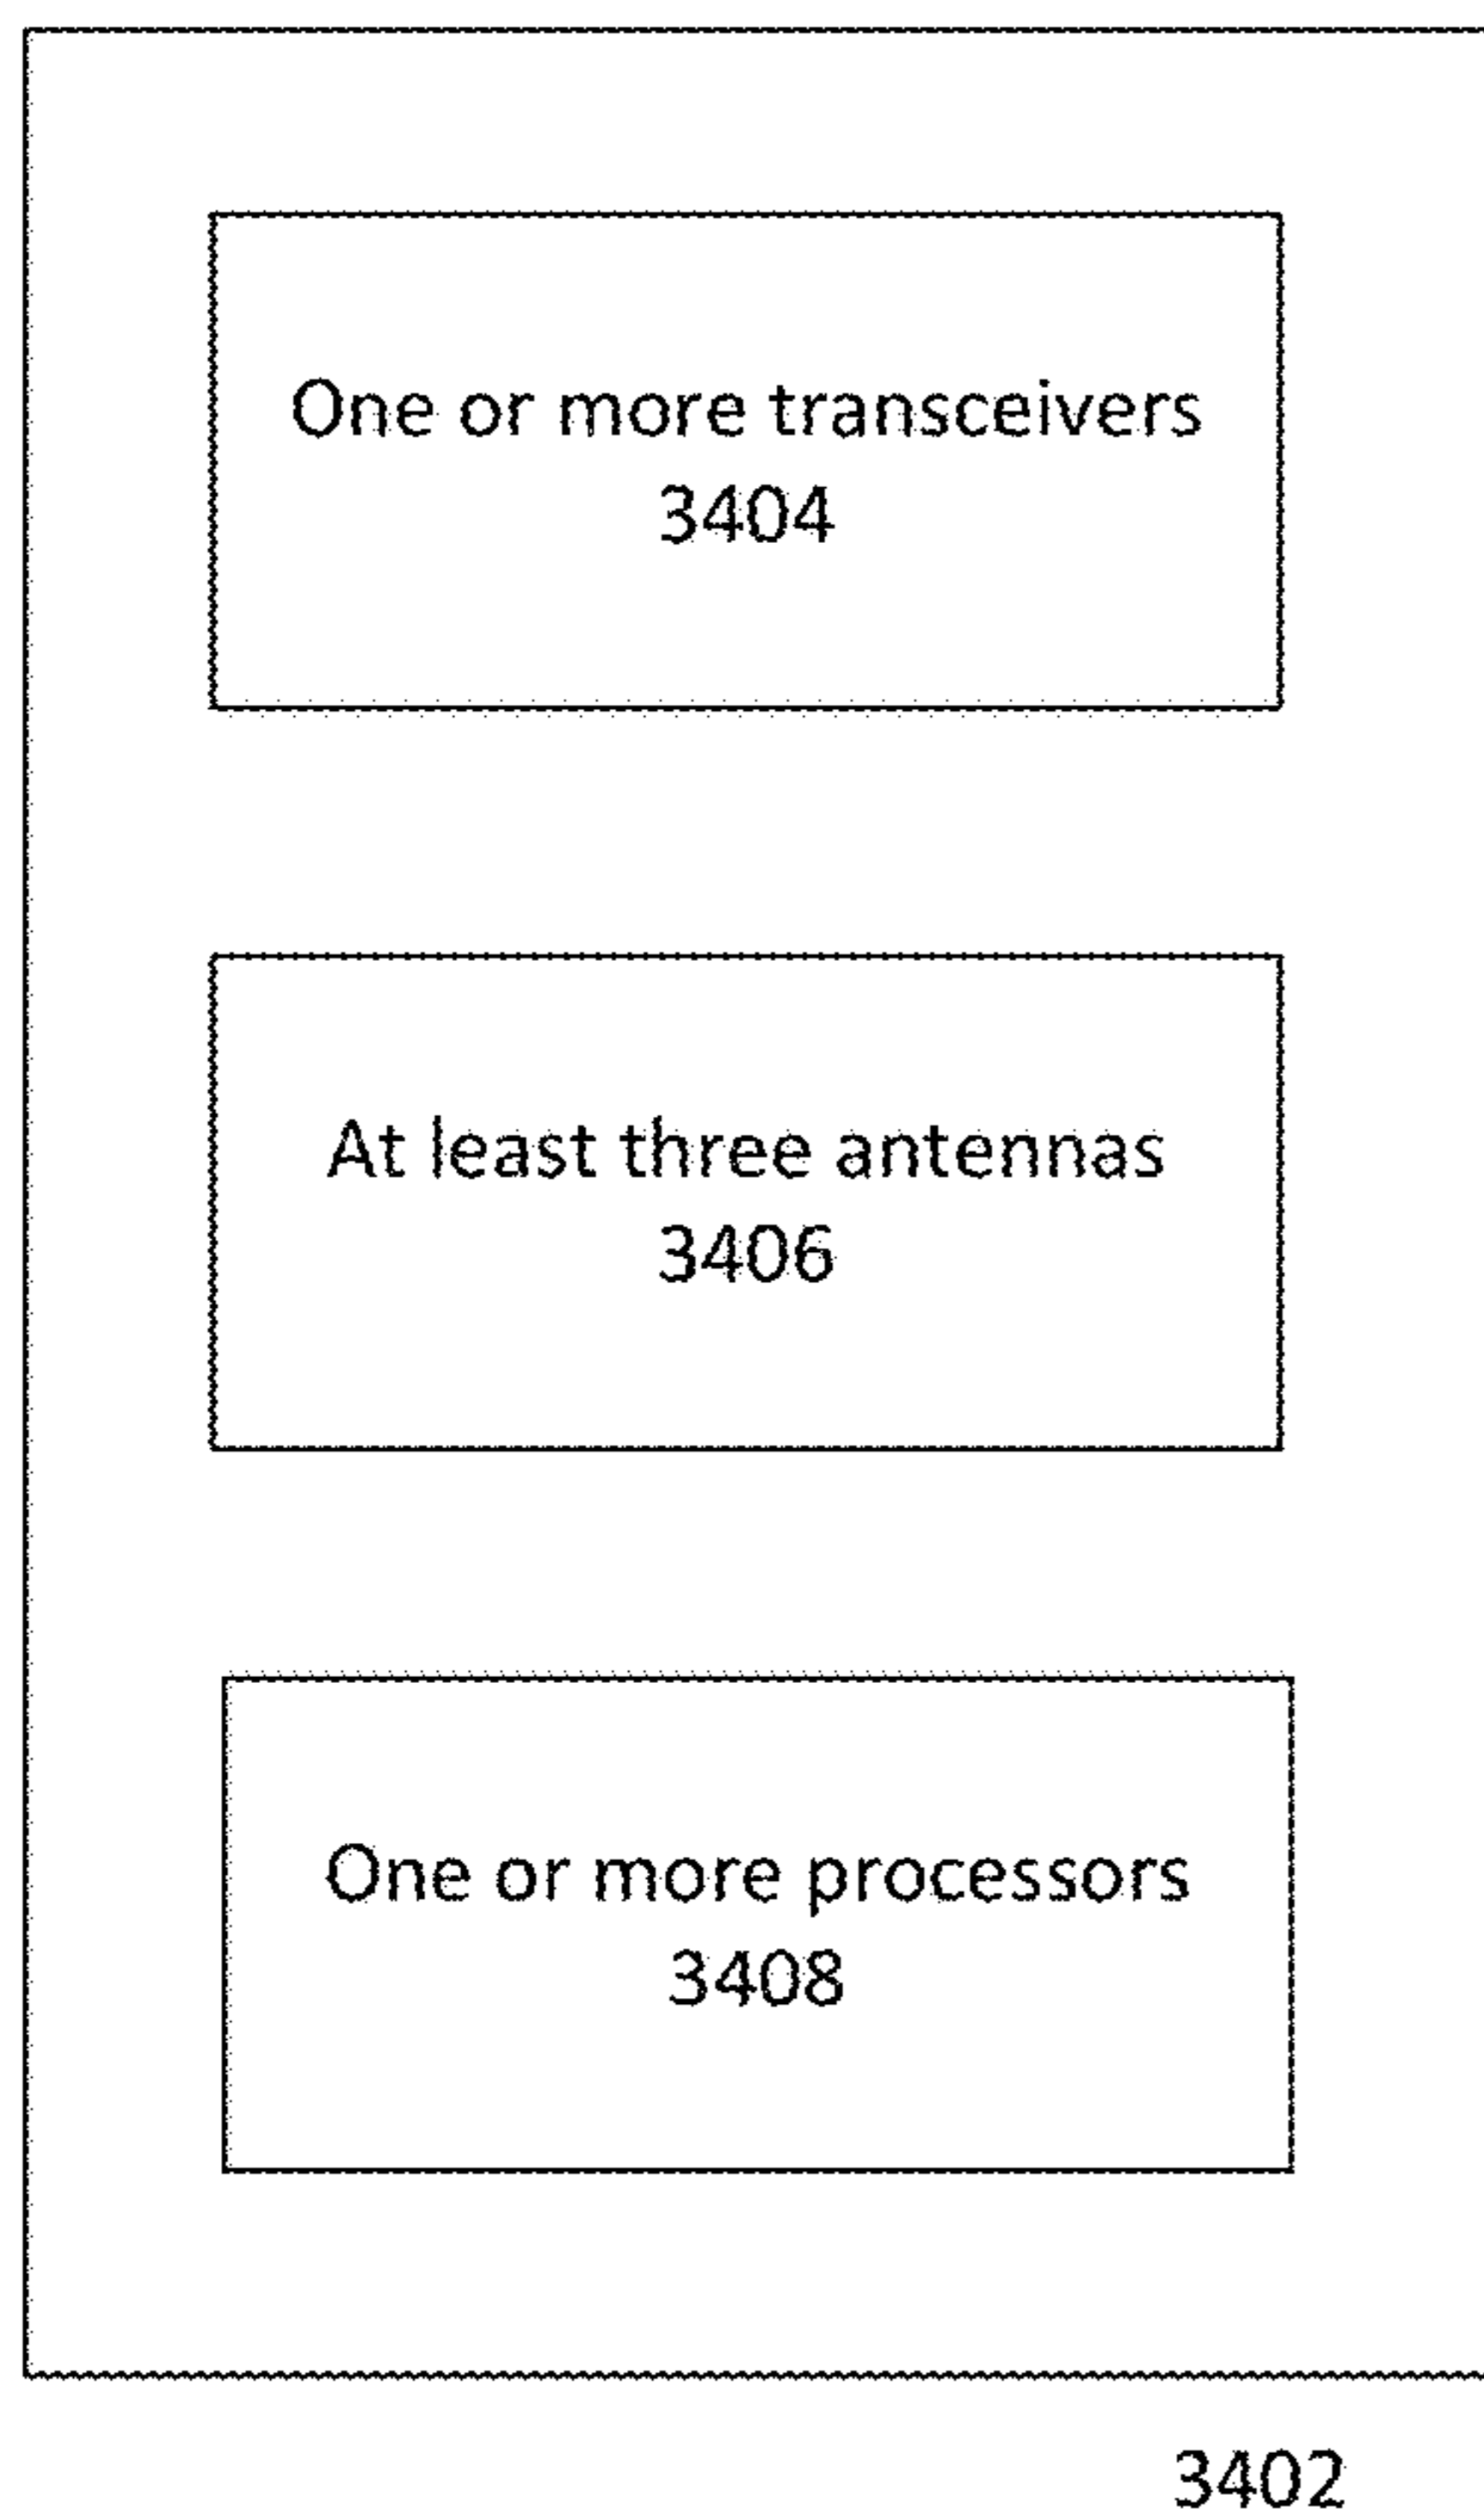 One or more transceivers
3404
At least three antennas
3406
One or more processors
3408
3402